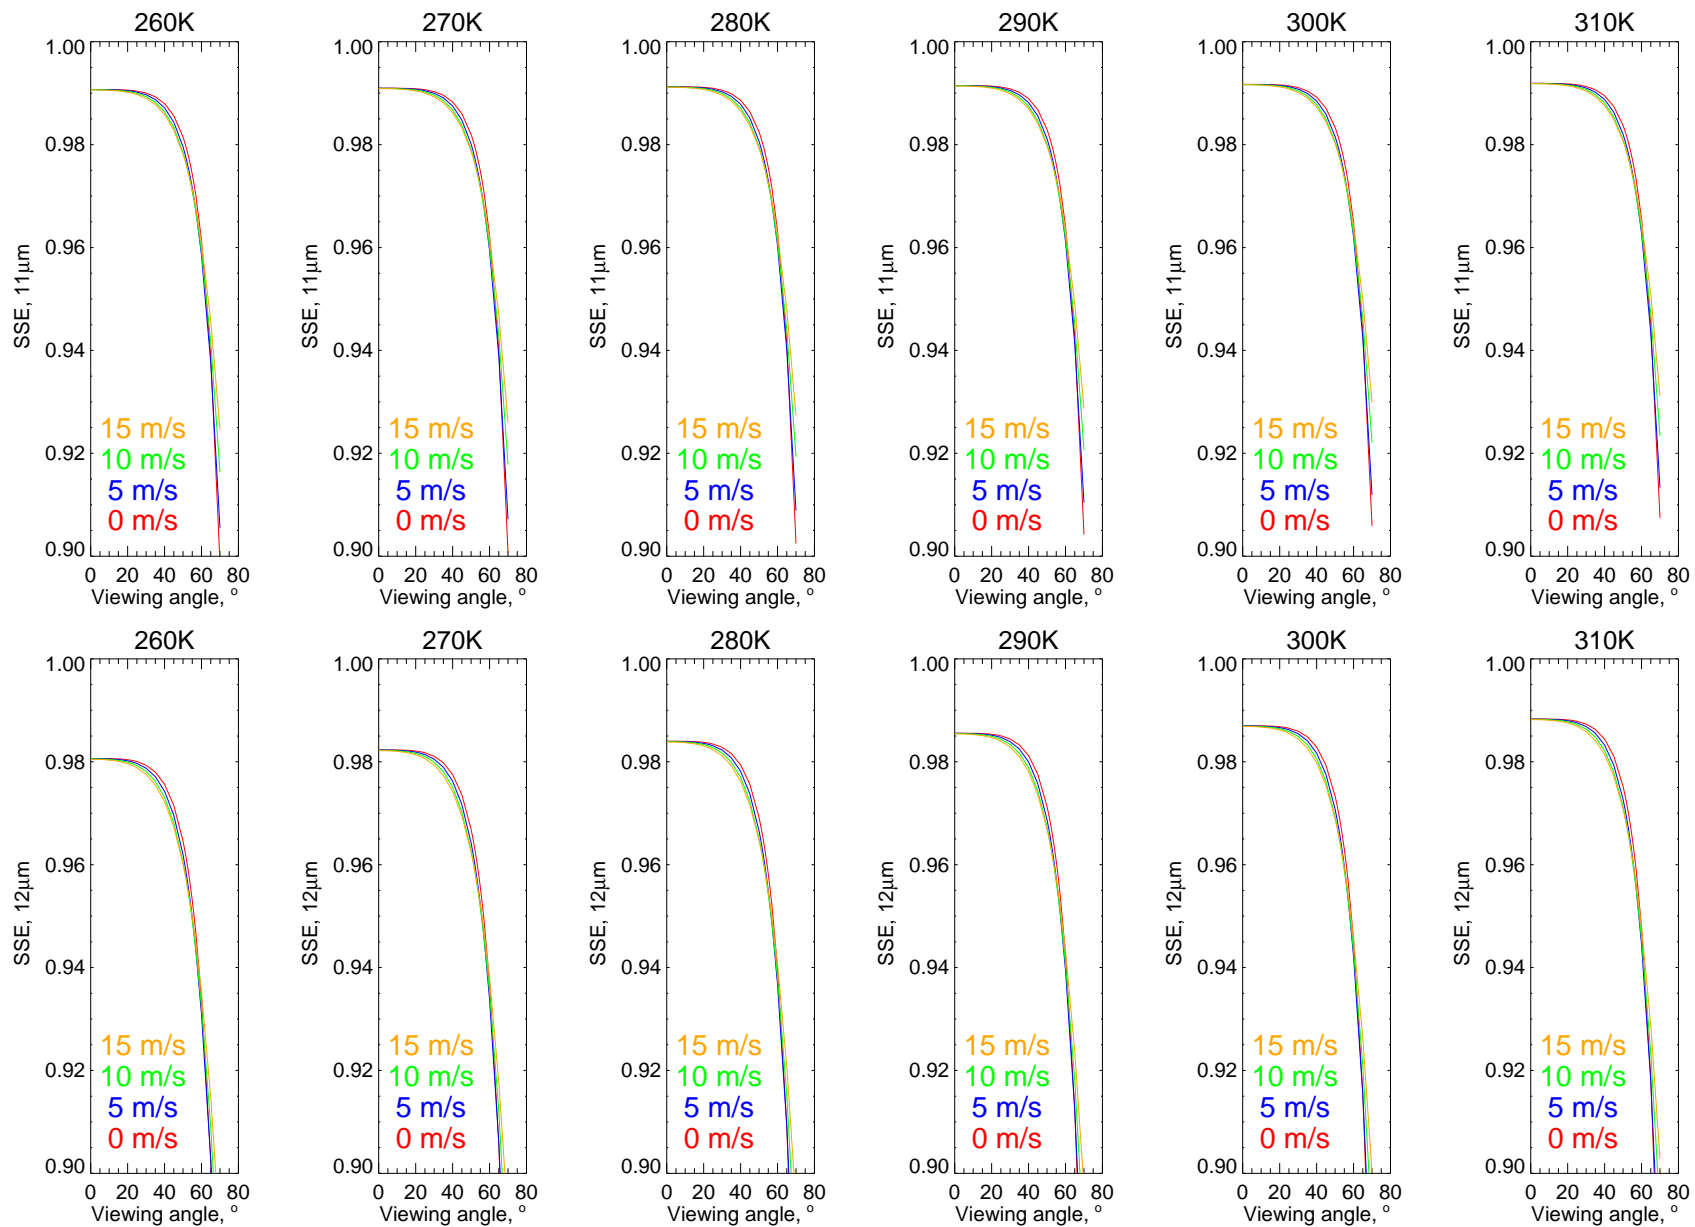 260K 270K 280K 290K 300K 310K
1.00 1.00 1.00 1.00 1.00 1.00
0.98 0.98 0.98 0.98 0.98 0.98
0.96 0.96 0.96 0.96 0.96 0.96
SSE, 11μm SSE, 11μm SSE, 11μm SSE, 11μm SSE, 11μm SSE, 11μm
0.94 0.94 0.94 0.94 0.94 0.94
15 m/s 15 m/s 15 m/s 15 m/s 15 m/s 15 m/s
0.92 10 m/s 0.92 10 m/s 0.92 10 m/s 0.92 10 m/s 0.92 10 m/s 0.92 10 m/s
5 m/s 5 m/s 5 m/s 5 m/s 5 m/s 5 m/s
0 m/s 0 m/s 0 m/s 0 m/s 0 m/s 0 m/s
0.90 0.90 0.90 0.90 0.90 0.90
0 20 40 60 80 0 20 40 60 80 0 20 40 60 80 0 20 40 60 80 0 20 40 60 80 0 20 40 60 80
Viewing angle, ° Viewing angle, ° Viewing angle, ° Viewing angle, ° Viewing angle, ° Viewing angle, °
260K 270K 280K 290K 300K 310K
1.00 1.00 1.00 1.00 1.00 1.00
0.98 0.98 0.98 0.98 0.98 0.98
0.96 0.96 0.96 0.96 0.96 0.96
SSE, 12μm SSE, 12μm SSE, 12μm SSE, 12μm SSE, 12μm SSE, 12μm
0.94 0.94 0.94 0.94 0.94 0.94
15 m/s 15 m/s 15 m/s 15 m/s 15 m/s 15 m/s
0.92 10 m/s 0.92 10 m/s 0.92 10 m/s 0.92 10 m/s 0.92 10 m/s 0.92 10 m/s
5 m/s 5 m/s 5 m/s 5 m/s 5 m/s 5 m/s
0 m/s 0 m/s 0 m/s 0 m/s 0 m/s 0 m/s
0.90 0.90 0.90 0.90 0.90 0.90
0 20 40 60 80 0 20 40 60 80 0 20 40 60 80 0 20 40 60 80 0 20 40 60 80 0 20 40 60 80
Viewing angle, ° Viewing angle, ° Viewing angle, ° Viewing angle, ° Viewing angle, ° Viewing angle, °